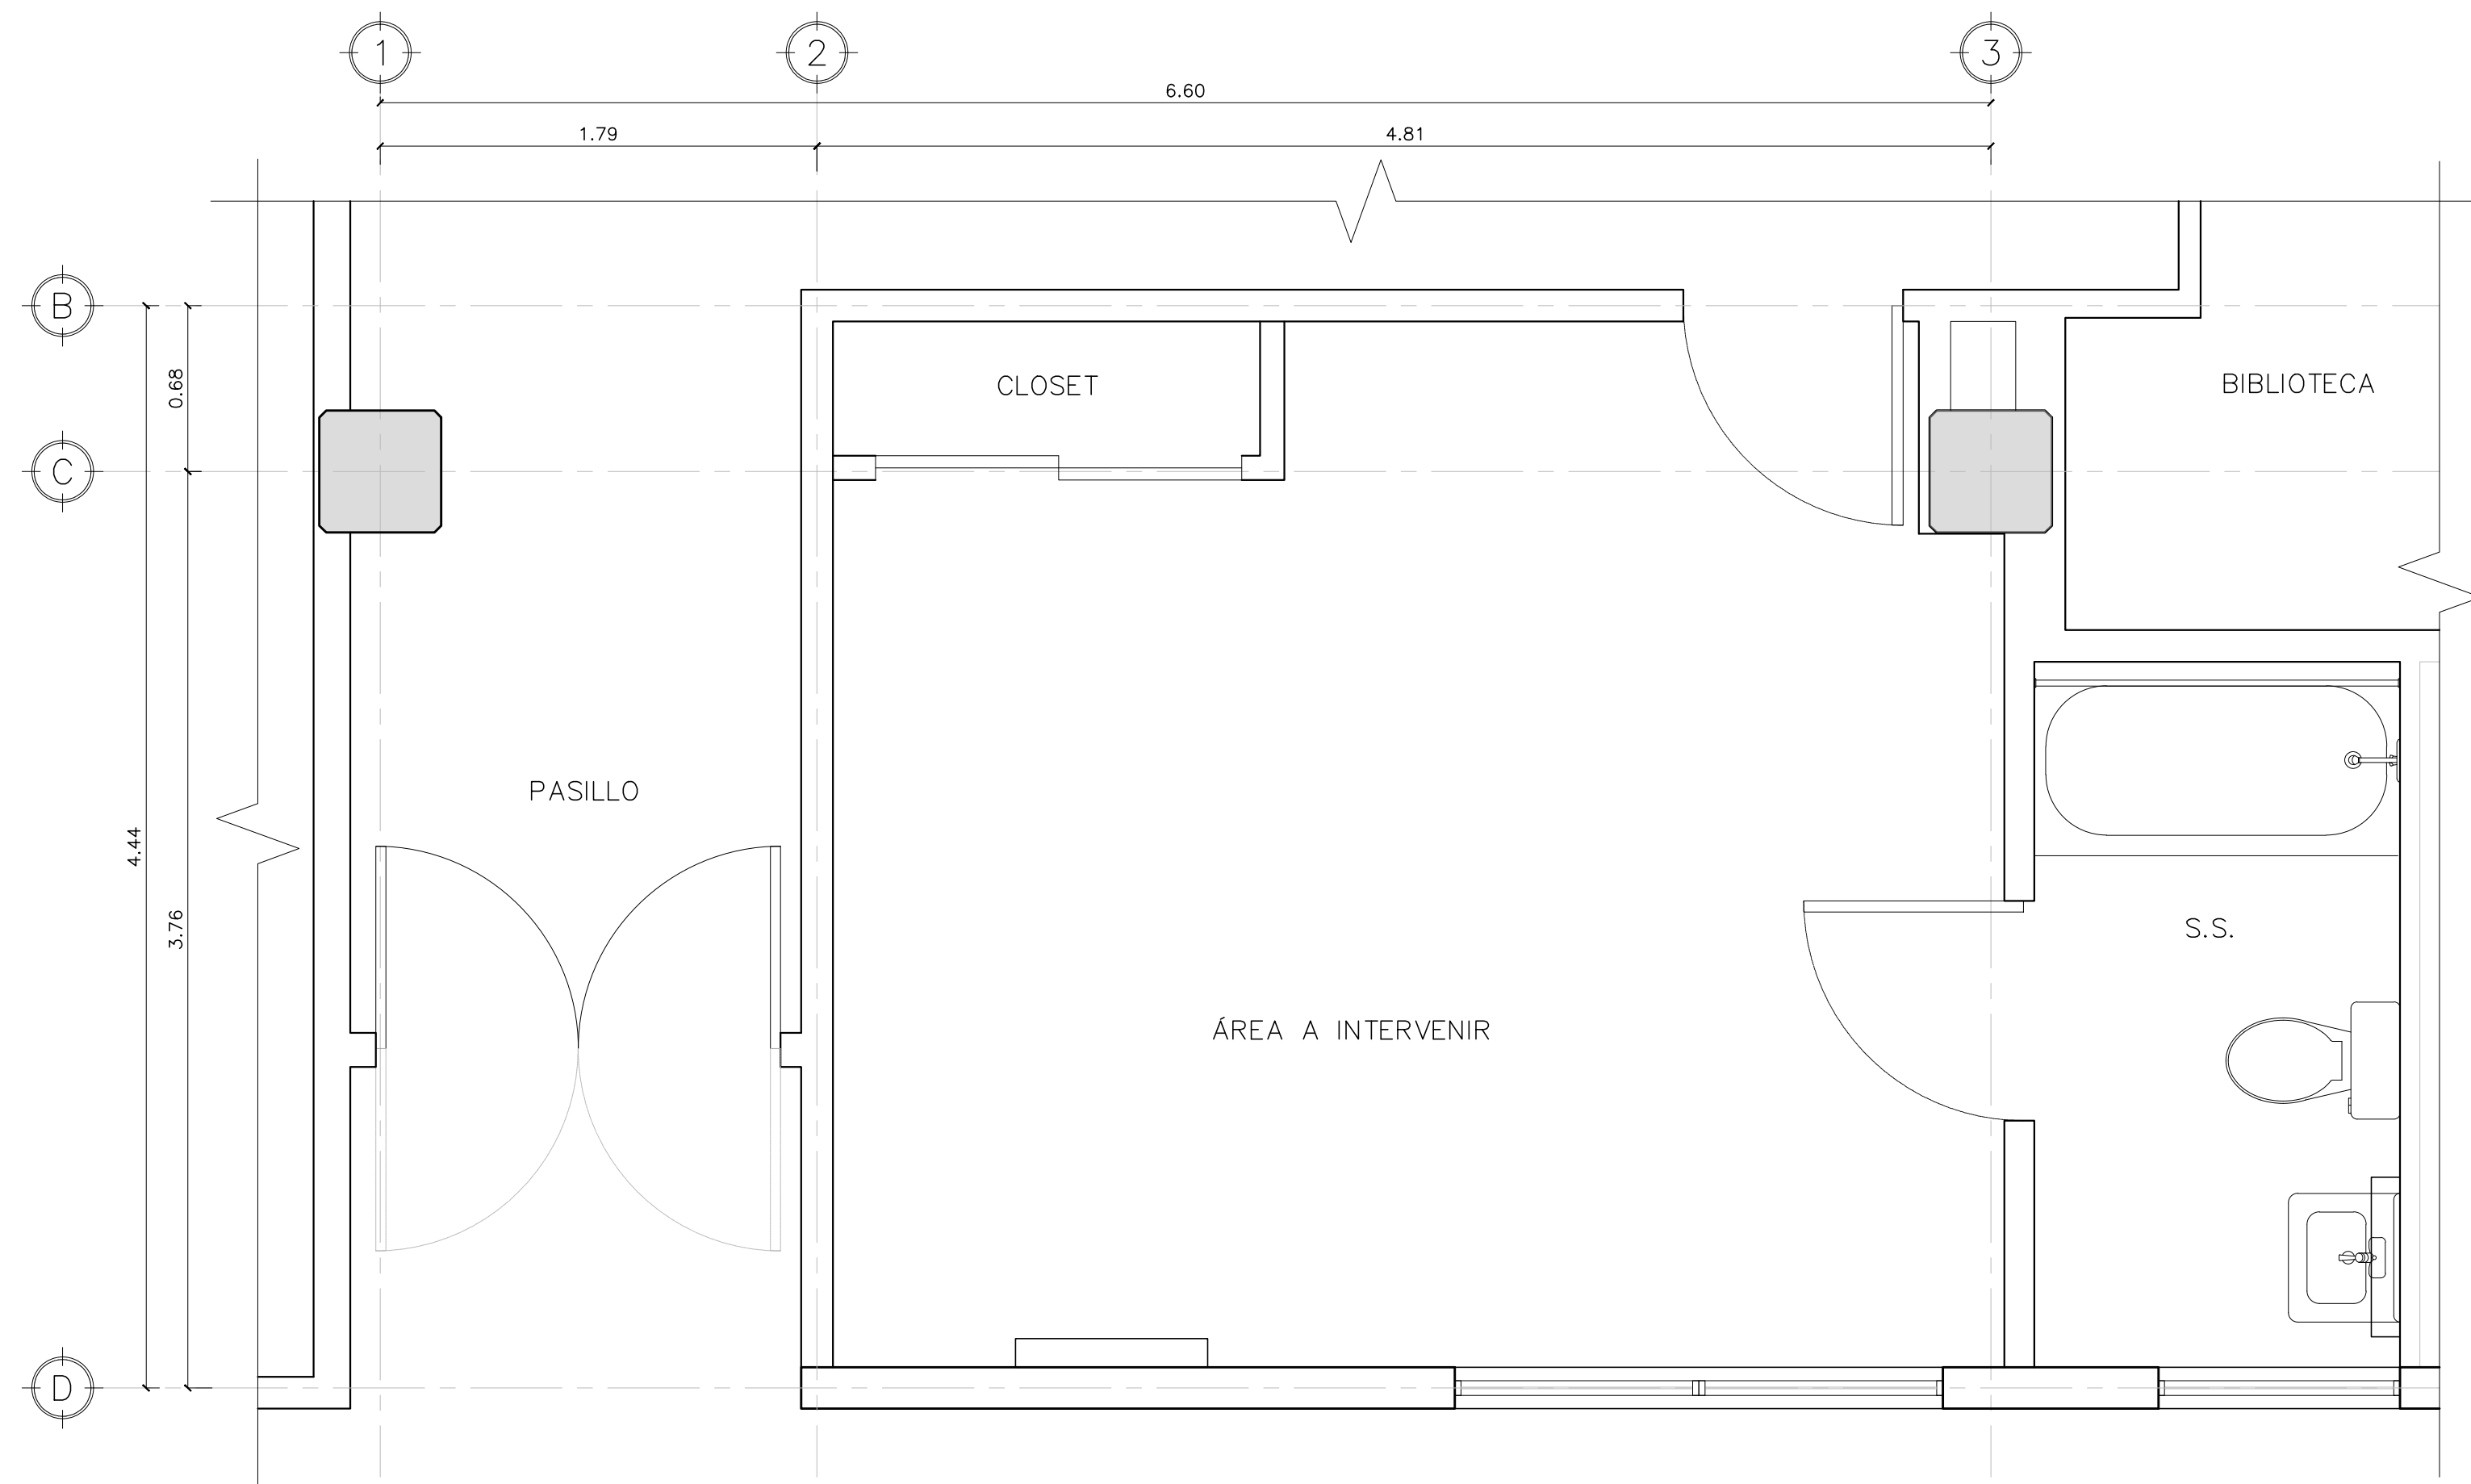 1
2
3
6.60
1.79
4.81
B
0.68
CLOSET
BIBLIOTECA
C
PASILLO
4.44
3.76
S.S.
ÁREA A INTERVENIR
D